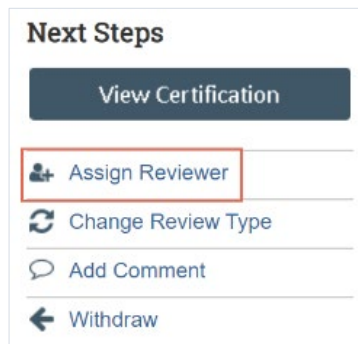 Next Steps
View Certification
Assign Reviewer
Change Review Type
Add Comment
Withdraw